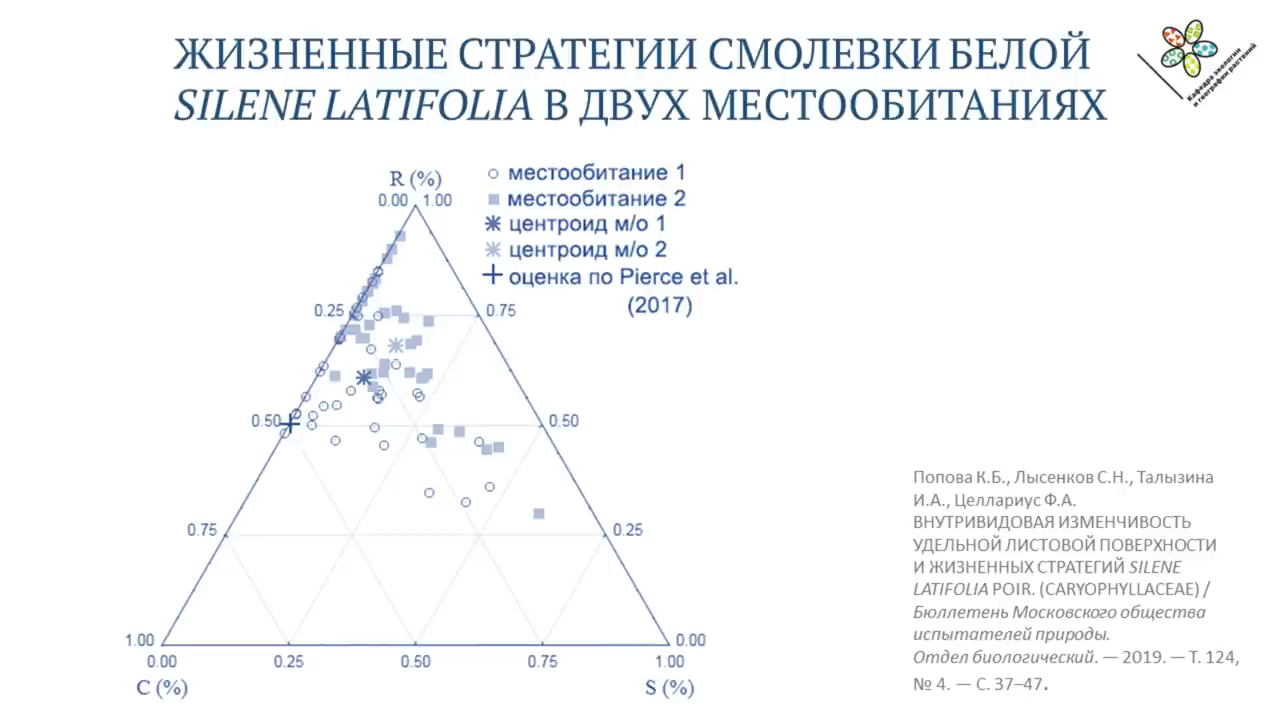 ЖИЗНЕННЫЕ СТРАТЕГИИ СМОЛЕВКИ БЕЛОЙ
SILENE LATIFOLIA В ДВУХ МЕСТООБИТАНИЯХ
Кафедра экологии
и географии растений
местообитание 1
местообитание 2
центроид м/о 1
центроид м/о 2
оценка по Pierce et al.
(2017)
R (%)
0.00 1.00
0.25 0.75
0.50 0.50
0.75 0.25
1.00 0.00
0.00 0.25 0.50 0.75 1.00
C (%) S (%)
Попова К.Б., Лысенков С.Н., Талызина
И.А., Целлариус Ф.А.
ВНУТРИВИДОВАЯ ИЗМЕНЧИВОСТЬ
УДЕЛЬНОЙ ЛИСТОВОЙ ПОВЕРХНОСТИ
И ЖИЗНЕННЫХ СТРАТЕГИЙ SILENE
LATIFOLIA POIR. (CARYOPHYLLACEAE) /
Бюллетень Московского общества
испытателей природы.
Отдел биологический. — 2019. — Т. 124,
№ 4. — С. 37–47.